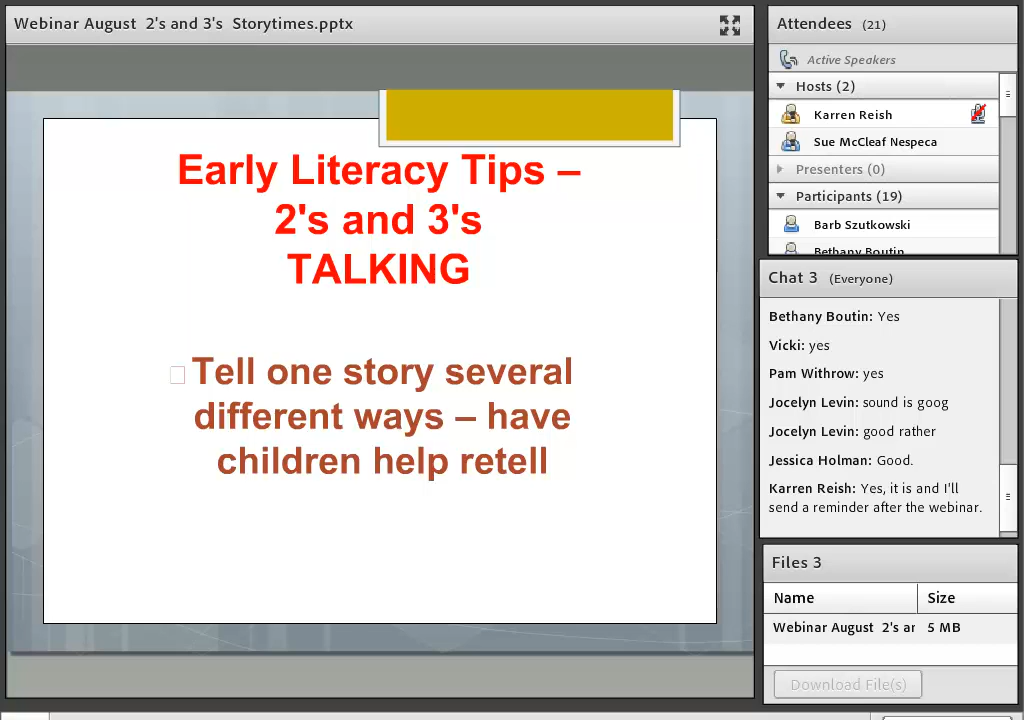 Webinar August  2's and 3's  Storytimes.pptx
Early Literacy Tips –
2's and 3's
TALKING
Tell one story several
different ways – have
children help retell
Attendees (21)
Active Speakers
Hosts (2)
Karren Reish
Sue McCleaf Nespeca
Presenters (0)
Participants (19)
Barb Szutkowski
Bethany Boutin
Chat 3 (Everyone)
Bethany Boutin: Yes
Vicki: yes
Pam Withrow: yes
Jocelyn Levin: sound is goog
Jocelyn Levin: good rather
Jessica Holman: Good.
Karren Reish: Yes, it is and I'll
send a reminder after the webinar.
Files 3
Name Size
Webinar August  2's ar 5 MB
Download File(s)